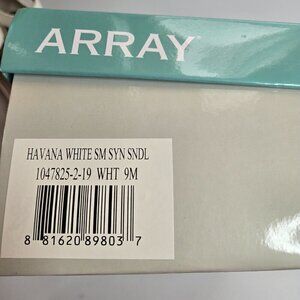 ARRAY
HAVANA WHITE SM SYN SNDL
1047825-2-19 WHT 9M
8 81620 89803 7